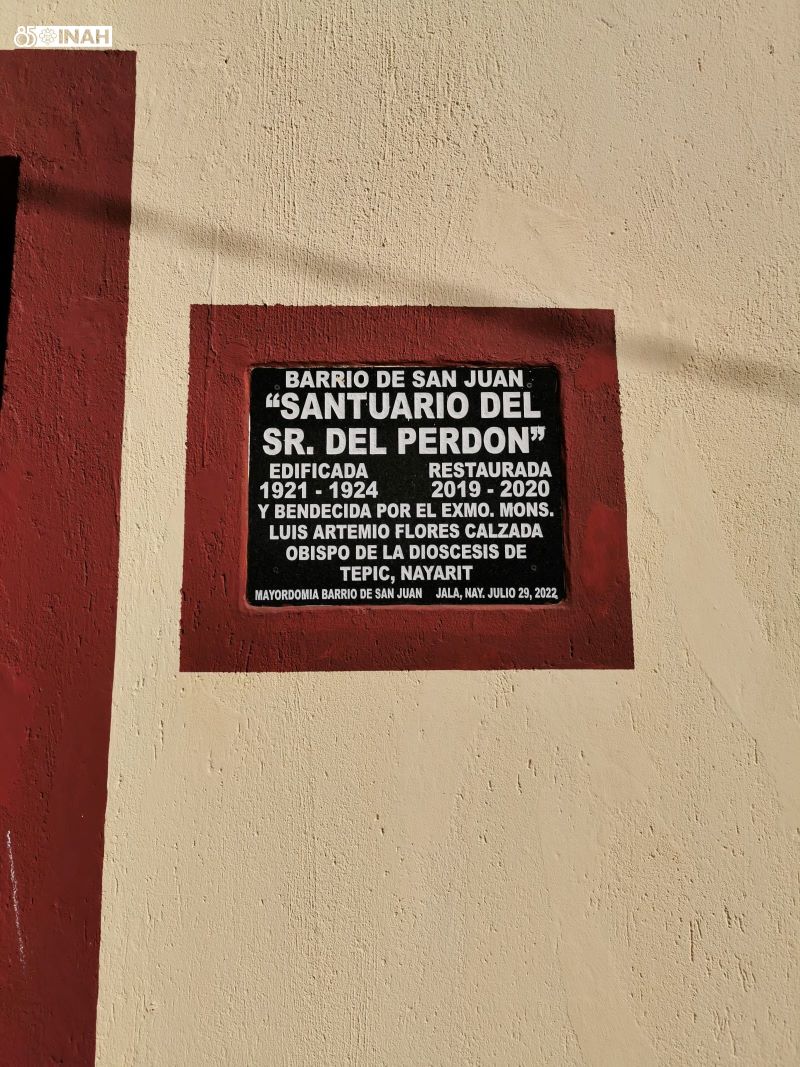 85 INAH
BARRIO DE SAN JUAN
“SANTUARIO DEL
SR. DEL PERDON”
EDIFICADA RESTAURADA
1921 - 1924 2019 - 2020
Y BENDECIDA POR EL EXMO. MONS.
LUIS ARTEMIO FLORES CALZADA
OBISPO DE LA DIOSCESIS DE
TEPIC, NAYARIT
MAYORDOMIA BARRIO DE SAN JUAN JALA, NAY. JULIO 29, 2022